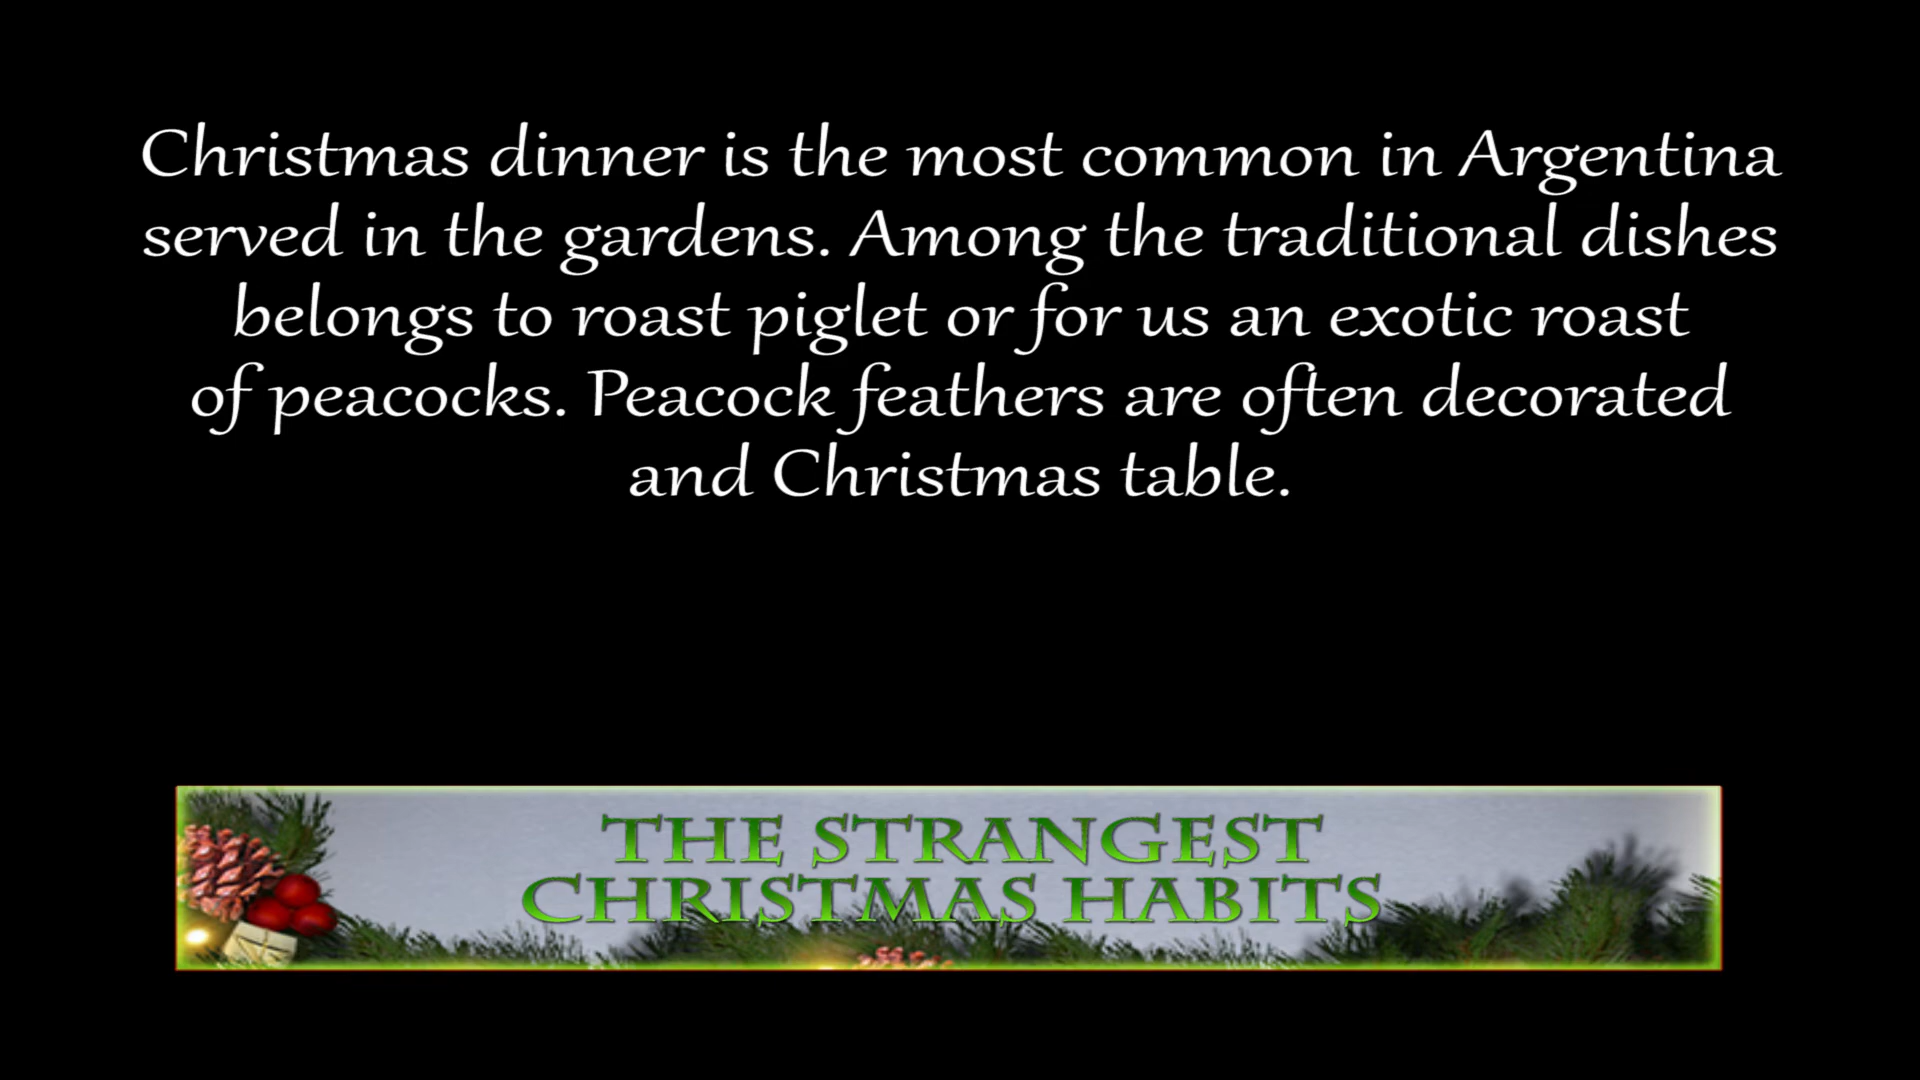 Christmas dinner is the most common in Argentina
served in the gardens. Among the traditional dishes
belongs to roast piglet or for us an exotic roast
of peacocks. Peacock feathers are often decorated
and Christmas table.
THE STRANGEST
CHRISTMAS HABITS